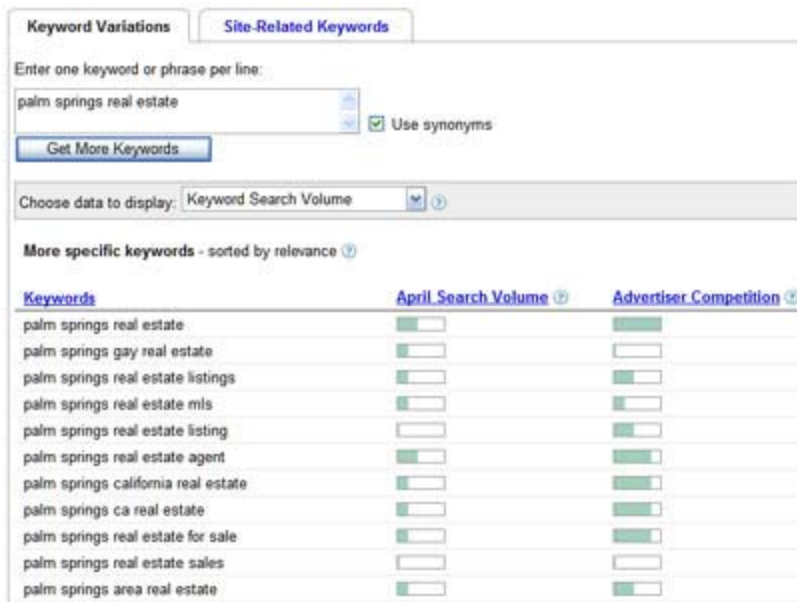 Keyword Variations Site-Related Keywords
Enter one keyword or phrase per line:
palm springs real estate
Use synonyms
Get More Keywords
Choose data to display: Keyword Search Volume ?
More specific keywords - sorted by relevance ?
Keywords April Search Volume ? Advertiser Competition ?
palm springs real estate
palm springs gay real estate
palm springs real estate listings
palm springs real estate mls
palm springs real estate listing
palm springs real estate agent
palm springs california real estate
palm springs ca real estate
palm springs real estate for sale
palm springs real estate sales
palm springs area real estate